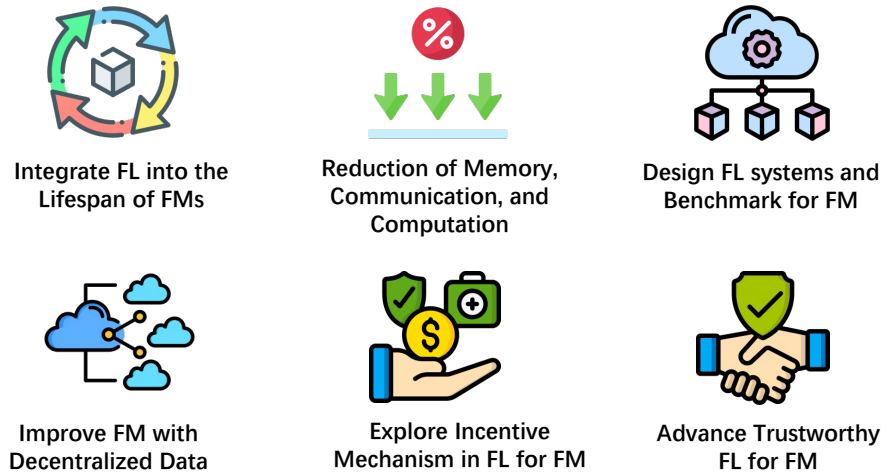 Integrate FL into the
Lifespan of FMs
%
Reduction of Memory,
Communication, and
Computation
Design FL systems and
Benchmark for FM
Improve FM with
Decentralized Data
$
Explore Incentive
Mechanism in FL for FM
Advance Trustworthy
FL for FM